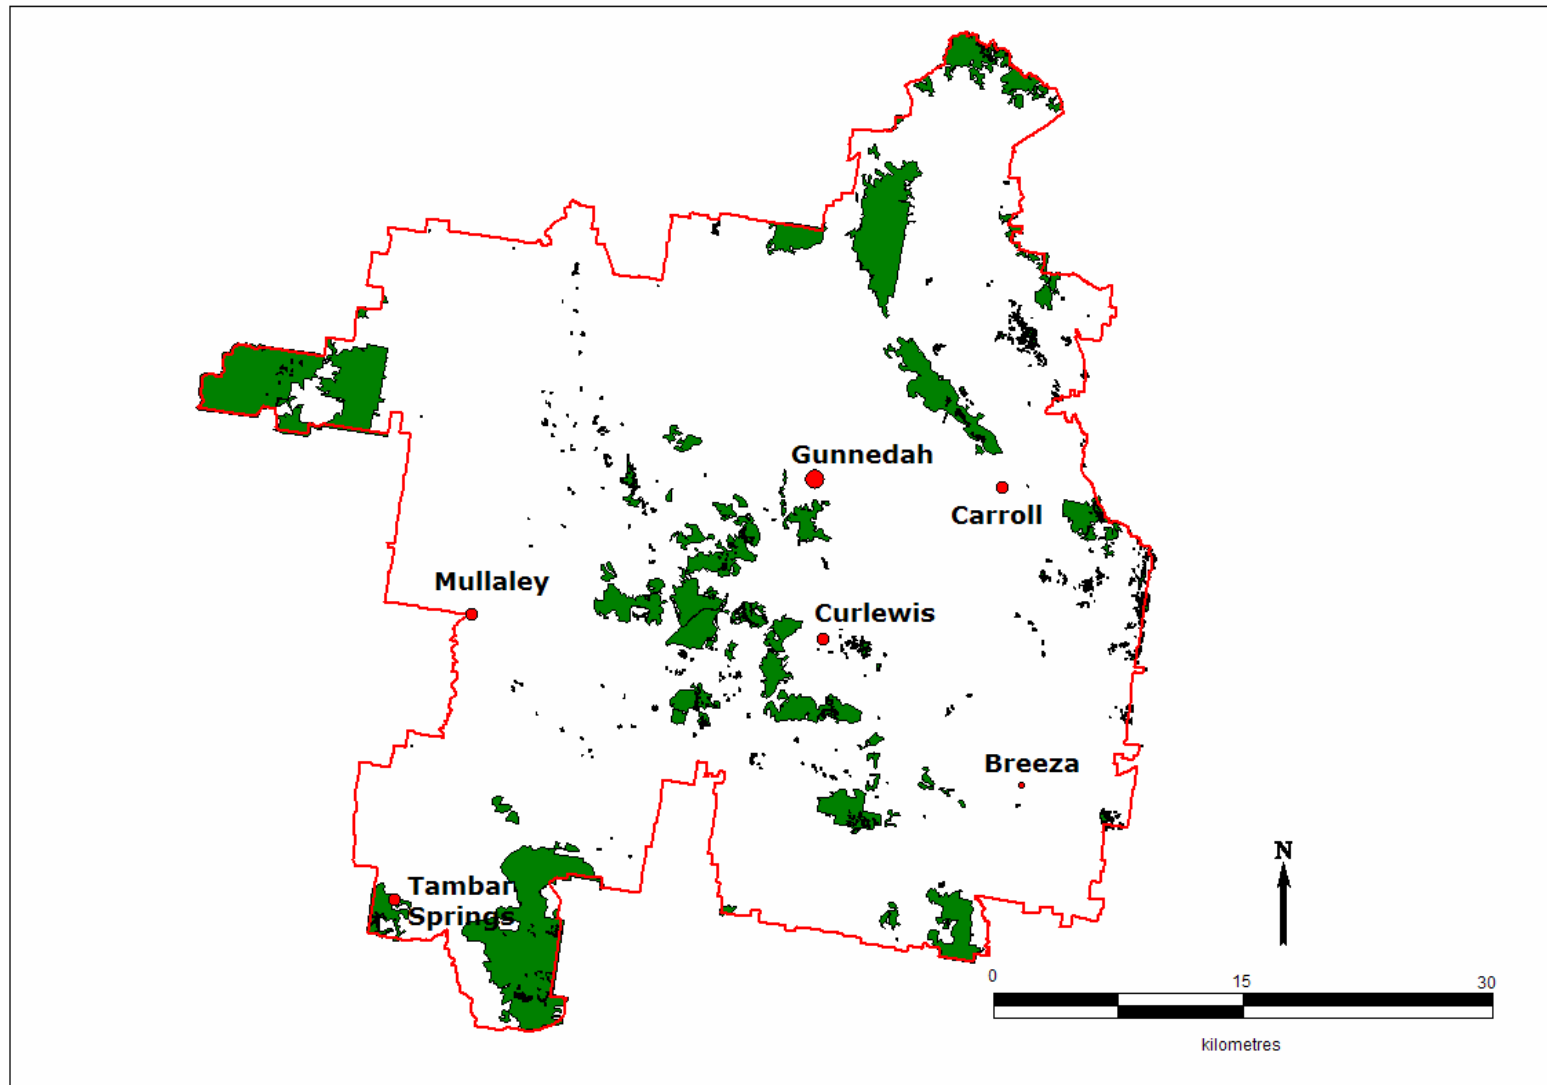 Gunnedah
Carroll
Mullaley
Curlewis
Breeza
Tambar
Springs
N
0 15 30
kilometres